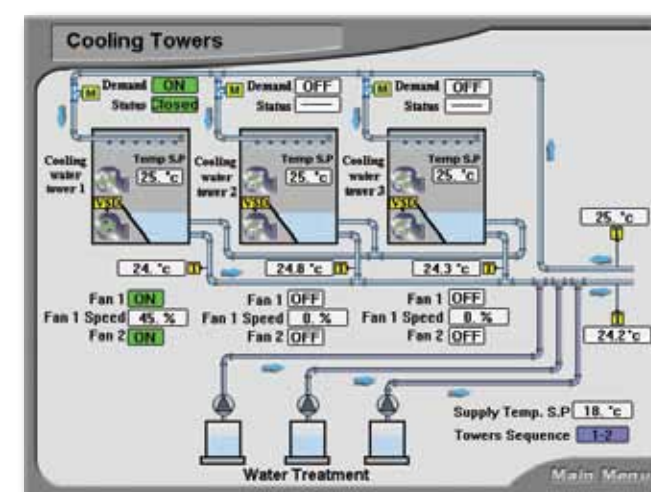 Cooling Towers
Demand ON Demand OFF Demand OFF
Status Closed Status Status
M M M
Cooling water tower 1 Temp S.P 25. °c
Cooling water tower 2 Temp S.P 25. °c
Cooling water tower 3 Temp S.P 25. °c
VSD VSD VSD
25. °c
T
24. °c T 24.8 °c T 24.3 °c T
T
24.2°c
Fan 1 ON Fan 1 OFF Fan 1 OFF
Fan 1 Speed 45. % Fan 1 Speed 0. % Fan 1 Speed 0. %
Fan 2 ON Fan 2 OFF Fan 2 OFF
Supply Temp. S.P 18. °c
Towers Sequence 1-2
Water Treatment
Main Menu